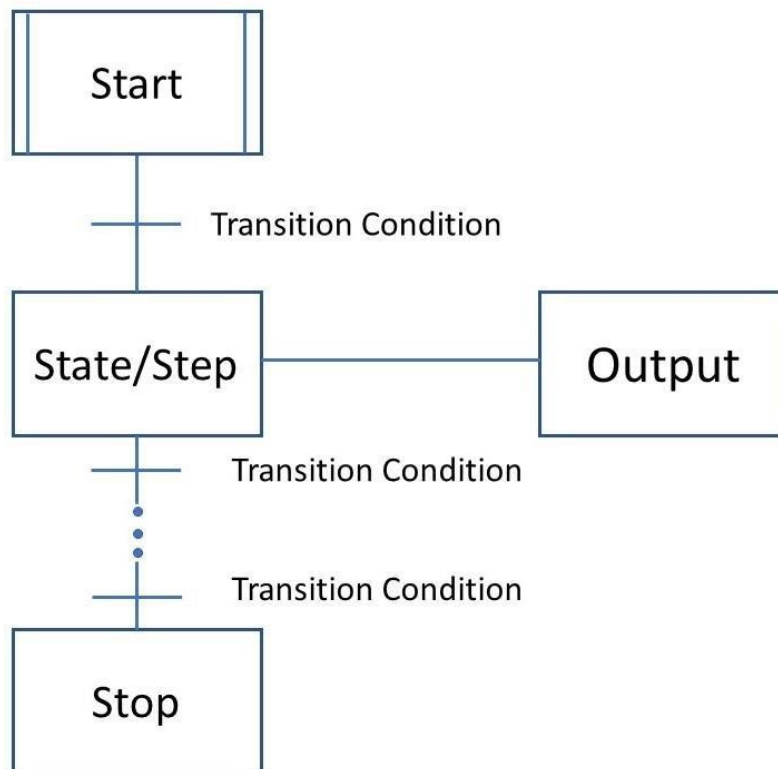 Start
Transition Condition
State/Step
Output
Transition Condition
Transition Condition
Stop